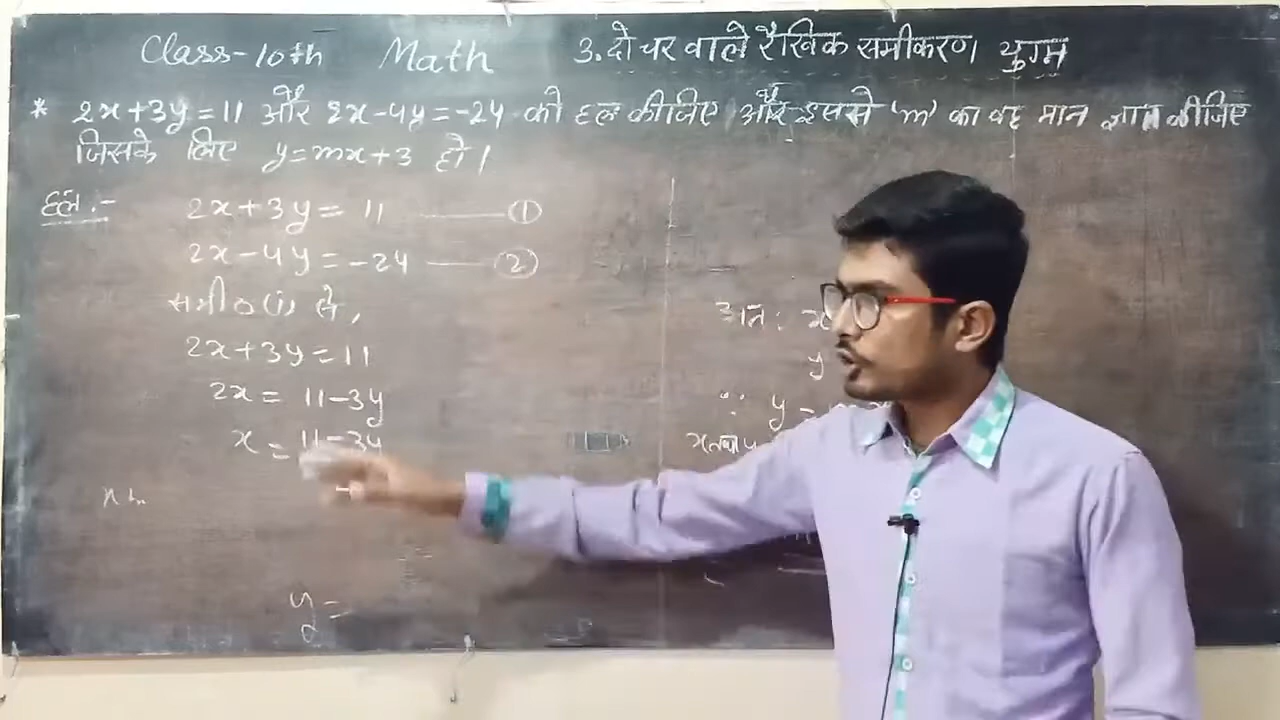 Class-10th Math 3. दो चर वाले रैखिक समीकरण युग्म
* 2x+3y=11 और 2x-4y=-24 को हल कीजिए और इससे 'm' का वह मान ज्ञात कीजिए
जिसके लिए y=mx+3 हो।
हल:-
2x+3y= 11 ——— ①
2x-4y=-24 —— ②
समी० (i) से,
2x+3y=11
2x= 11-3y
x= 11-3y
y=
अतः x
y
∵ y=
x तथा y